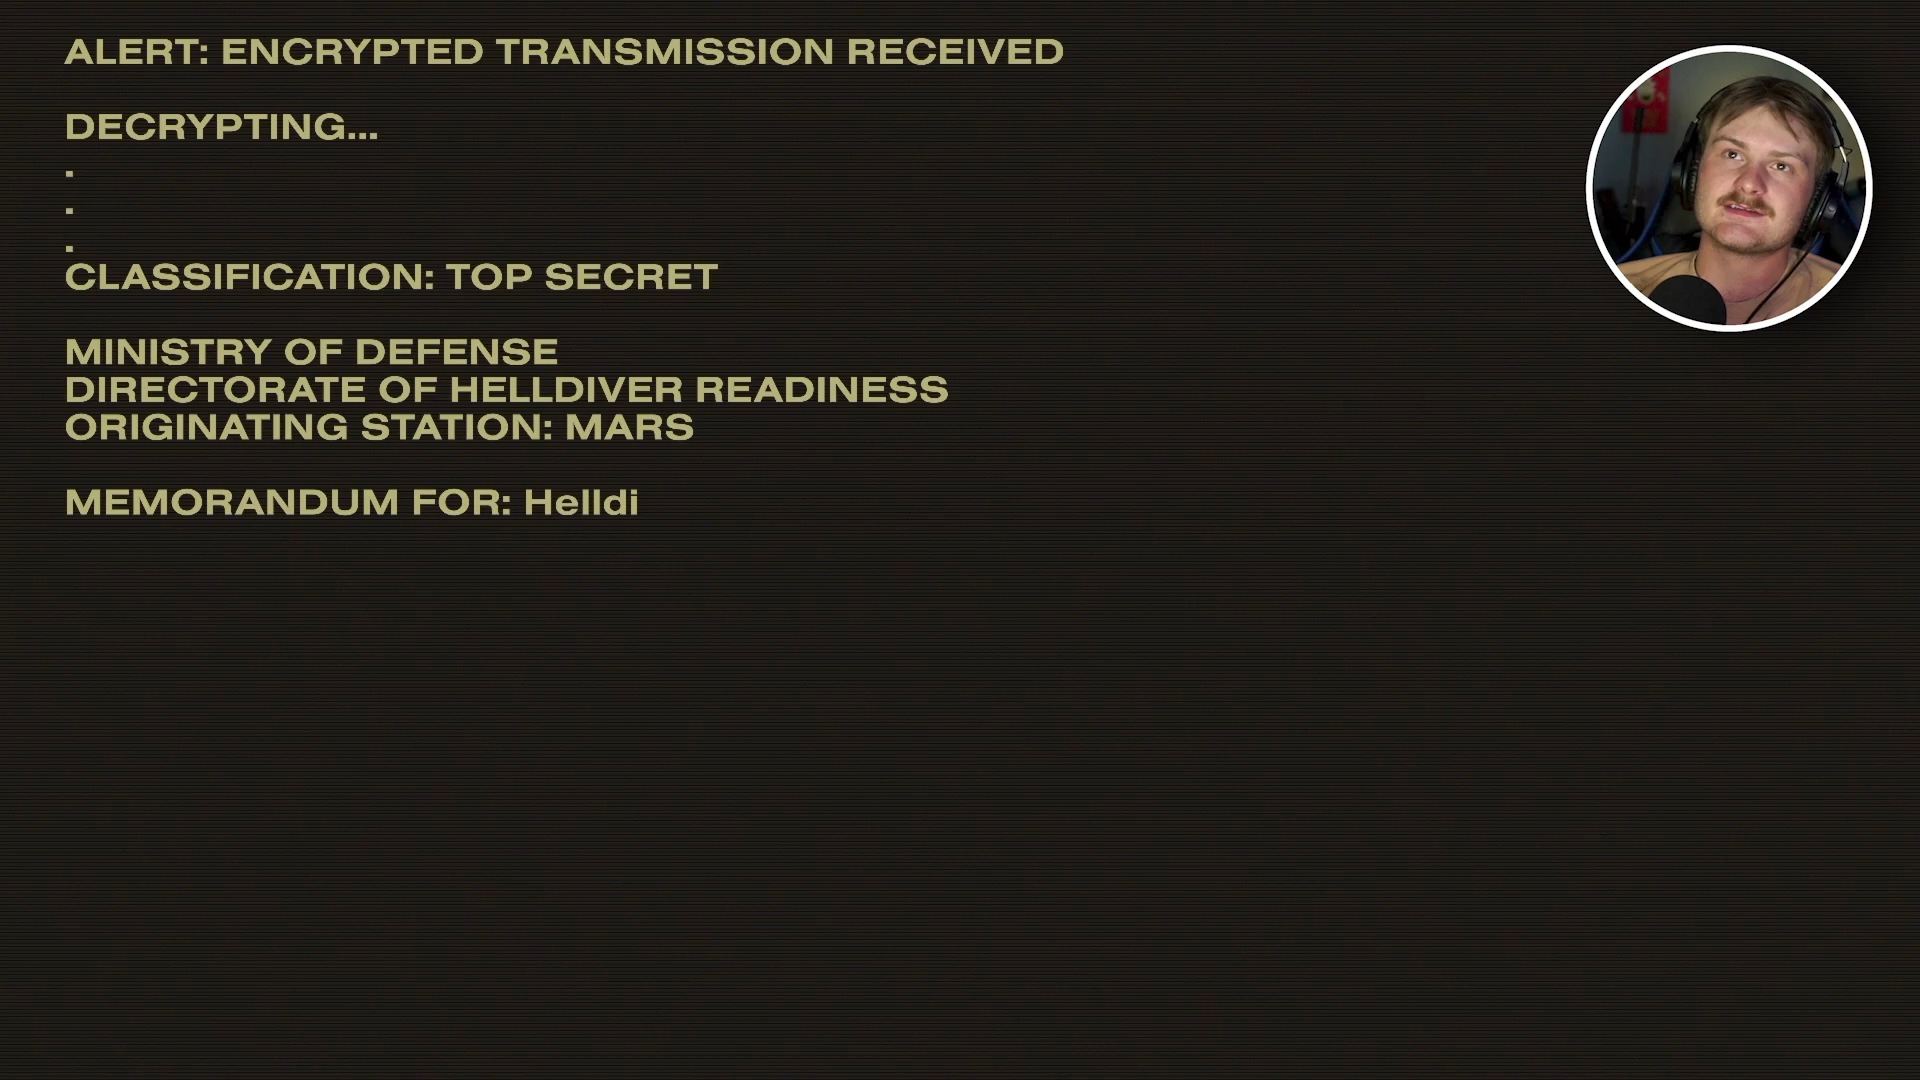 ALERT: ENCRYPTED TRANSMISSION RECEIVED
DECRYPTING...
.
.
.
CLASSIFICATION: TOP SECRET
MINISTRY OF DEFENSE
DIRECTORATE OF HELLDIVER READINESS
ORIGINATING STATION: MARS
MEMORANDUM FOR: Helldi